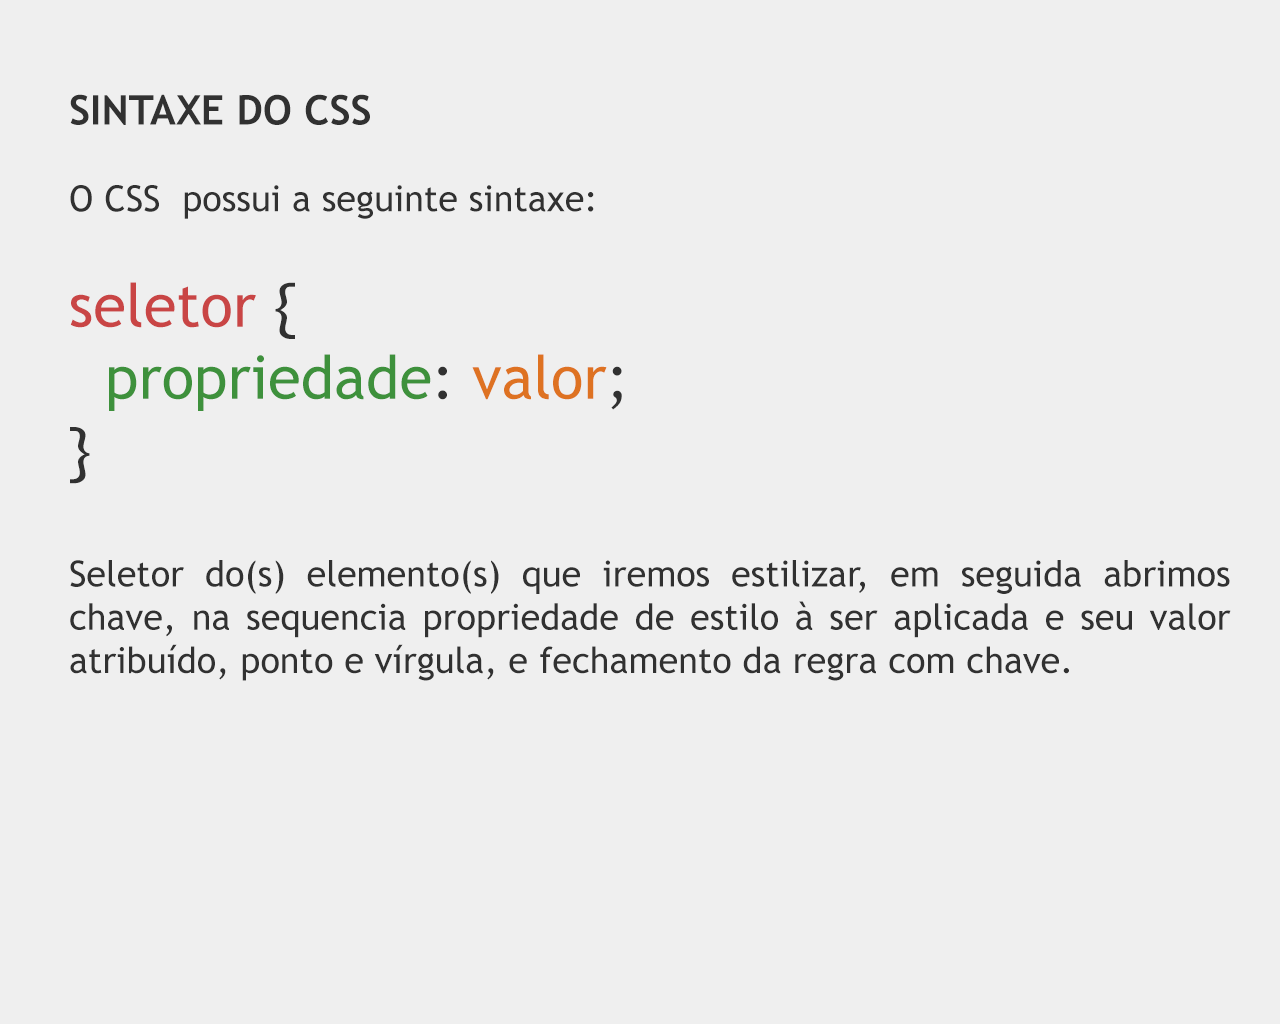 SINTAXE DO CSS
O CSS  possui a seguinte sintaxe:
seletor {
  propriedade: valor;
}
Seletor do(s) elemento(s) que iremos estilizar, em seguida abrimos
chave, na sequencia propriedade de estilo à ser aplicada e seu valor
atribuído, ponto e vírgula, e fechamento da regra com chave.